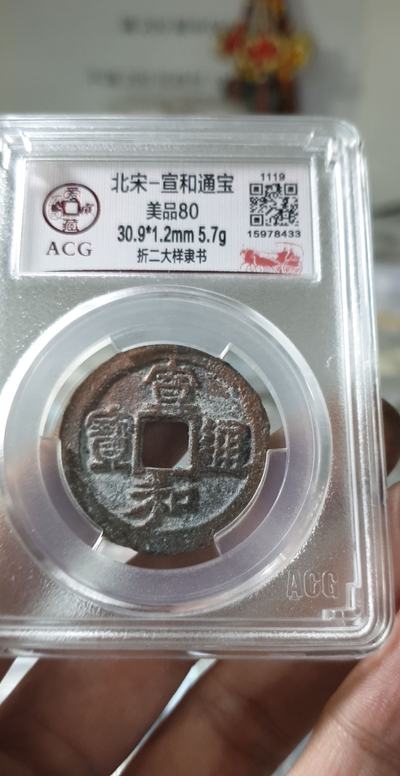 北宋-宣和通宝
美品80
30.9*1.2mm 5.7g
折二大样隶书
ACG
1119
15978433
宣
寳 通
和
ACG